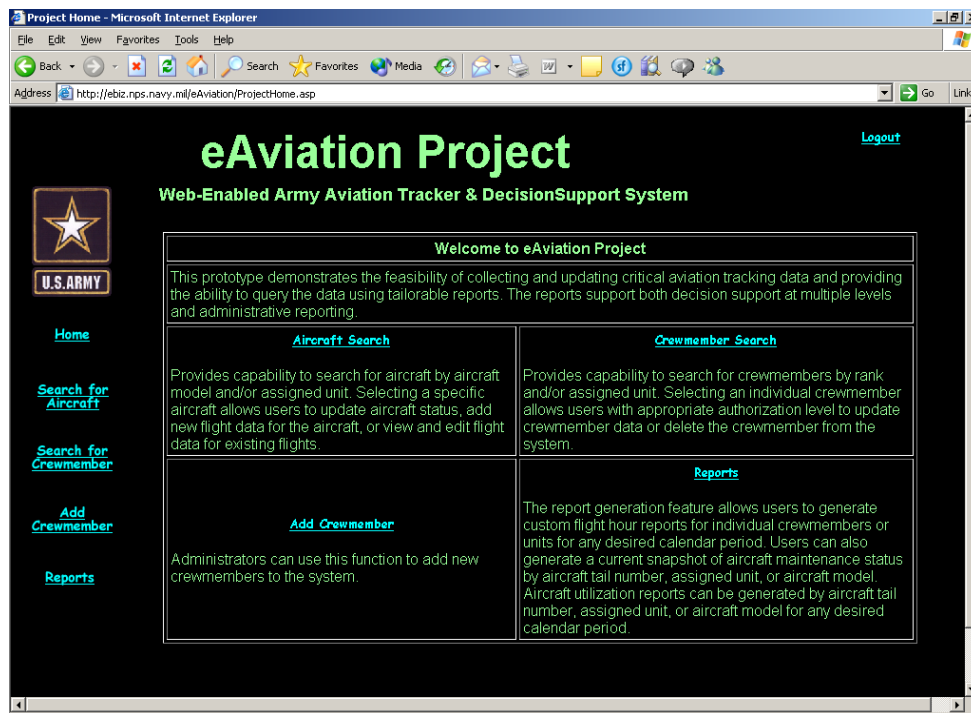 Project Home - Microsoft Internet Explorer
File Edit View Favorites Tools Help
Back Search Favorites Media
Address http://ebiz.nps.navy.mil/eAviation/ProjectHome.asp Go Link
eAviation Project
Logout
Web-Enabled Army Aviation Tracker & DecisionSupport System
U.S.ARMY
Home
Search for
Aircraft
Search for
Crewmember
Add
Crewmember
Reports
Welcome to eAviation Project
This prototype demonstrates the feasibility of collecting and updating critical aviation tracking data and providing
the ability to query the data using tailorable reports. The reports support both decision support at multiple levels
and administrative reporting.
Aircraft Search
Provides capability to search for aircraft by aircraft
model and/or assigned unit. Selecting a specific
aircraft allows users to update aircraft status, add
new flight data for the aircraft, or view and edit flight
data for existing flights.
Crewmember Search
Provides capability to search for crewmembers by rank
and/or assigned unit. Selecting an individual crewmember
allows users with appropriate authorization level to update
crewmember data or delete the crewmember from the
system.
Add Crewmember
Administrators can use this function to add new
crewmembers to the system.
Reports
The report generation feature allows users to generate
custom flight hour reports for individual crewmembers or
units for any desired calendar period. Users can also
generate a current snapshot of aircraft maintenance status
by aircraft tail number, assigned unit, or aircraft model.
Aircraft utilization reports can be generated by aircraft tail
number, assigned unit, or aircraft model for any desired
calendar period.